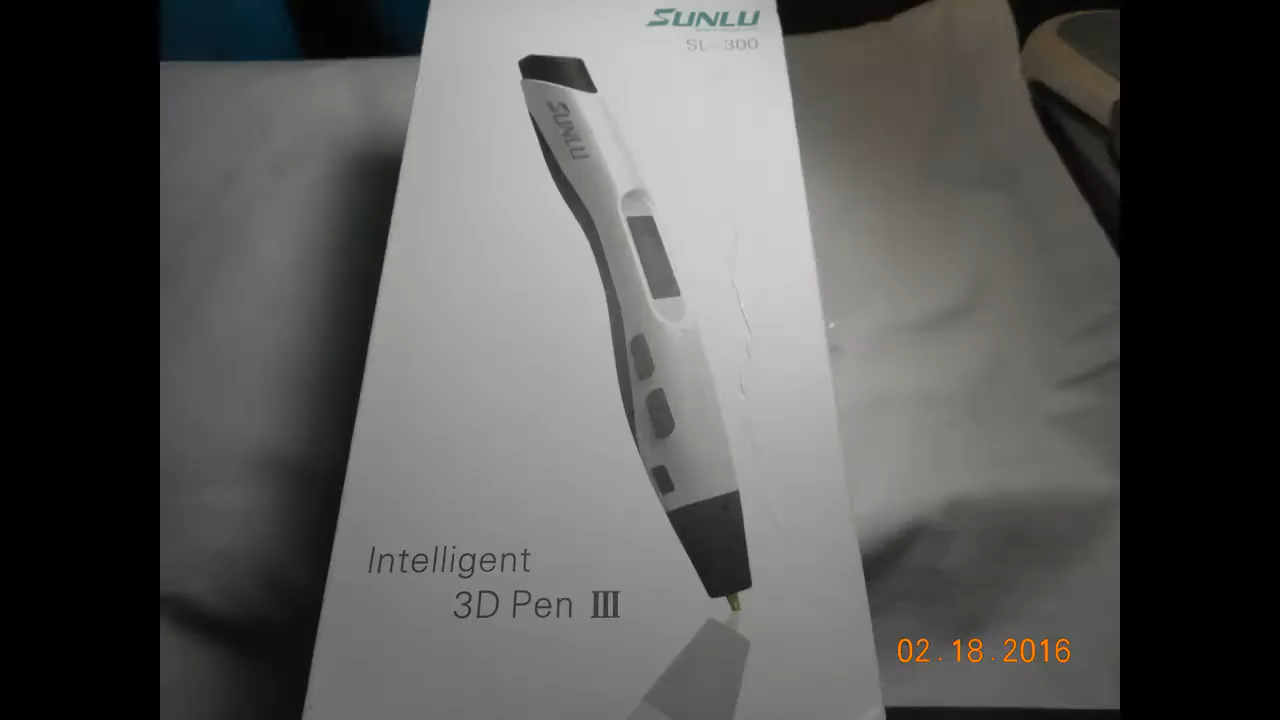 SUNLU
SL-300
SUNLU
Intelligent
3D Pen III
02.18.2016